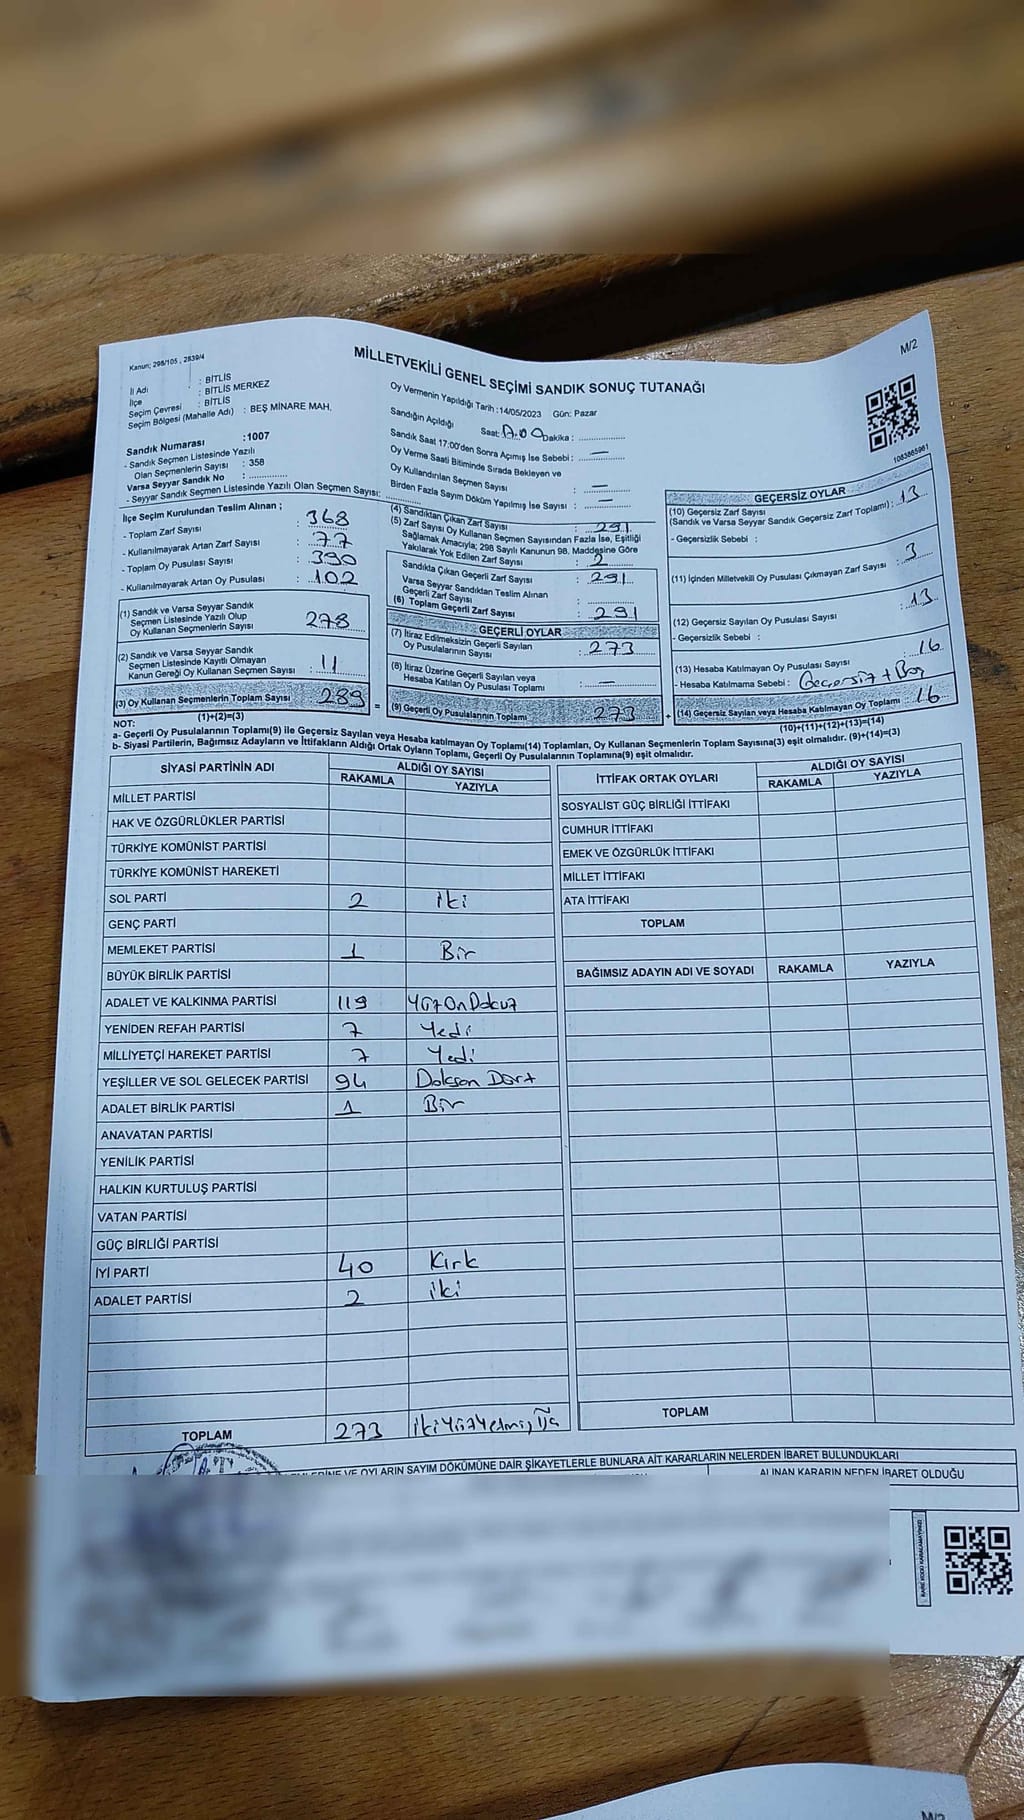 Kanun; 298/105 , 2839/4
MİLLETVEKİLİ GENEL SEÇİMİ SANDIK SONUÇ TUTANAĞI
M/2
İl Adı : BİTLİS
İlçe : BİTLİS MERKEZ
Seçim Çevresi : BİTLİS
Seçim Bölgesi (Mahalle Adı) : BEŞ MİNARE MAH.
Sandık Numarası : 1007
- Sandık Seçmen Listesinde Yazılı
Olan Seçmenlerin Sayısı : 358
Varsa Seyyar Sandık No :
- Seyyar Sandık Seçmen Listesinde Yazılı Olan Seçmen Sayısı:
Oy Vermenin Yapıldığı Tarih :14/05/2023 Gün: Pazar
Sandığın Açıldığı Saat: Dakika :
Sandık Saat 17:00'den Sonra Açımış İse Sebebi : —
Oy Verme Saati Bitiminde Sırada Bekleyen ve
Oy Kullandırılan Seçmen Sayısı : —
Birden Fazla Sayım Döküm Yapılmış İse Sayısı : —
1083865961
İlçe Seçim Kurulundan Teslim Alınan ;
- Toplam Zarf Sayısı : 368
- Kullanılmayarak Artan Zarf Sayısı : 77
- Toplam Oy Pusulası Sayısı : 390
- Kullanılmayarak Artan Oy Pusulası : 102
(1) Sandık ve Varsa Seyyar Sandık
Seçmen Listesinde Yazılı Olup
Oy Kullanan Seçmenlerin Sayısı : 278
(2) Sandık ve Varsa Seyyar Sandık
Seçmen Listesinde Kayıtlı Olmayan
Kanun Gereği Oy Kullanan Seçmen Sayısı : 11
(3) Oy Kullanan Seçmenlerin Toplam Sayısı : 289
(1)+(2)=(3)
(4) Sandıktan Çıkan Zarf Sayısı : 291
(5) Zarf Sayısı Oy Kullanan Seçmen Sayısından Fazla İse, Eşitliği
Sağlamak Amacıyla; 298 Sayılı Kanunun 98. Maddesine Göre
Yakılarak Yok Edilen Zarf Sayısı : 2
Sandıkta Çıkan Geçerli Zarf Sayısı : 291
Varsa Seyyar Sandıktan Teslim Alınan
Geçerli Zarf Sayısı :
(6) Toplam Geçerli Zarf Sayısı : 291
GEÇERLİ OYLAR
(7) İtiraz Edilmeksizin Geçerli Sayılan
Oy Pusulalarının Sayısı : 273
(8) İtiraz Üzerine Geçerli Sayılan veya
Hesaba Katılan Oy Pusulası Toplamı : —
= (9) Geçerli Oy Pusulalarının Toplamı 273
GEÇERSİZ OYLAR
(10) Geçersiz Zarf Sayısı
(Sandık ve Varsa Seyyar Sandık Geçersiz Zarf Toplamı) : 13
- Geçersizlik Sebebi :
(11) İçinden Milletvekili Oy Pusulası Çıkmayan Zarf Sayısı : 3
(12) Geçersiz Sayılan Oy Pusulası Sayısı : 13
- Geçersizlik Sebebi :
(13) Hesaba Katılmayan Oy Pusulası Sayısı : 16
- Hesaba Katılmama Sebebi : Geçersiz + Boş
+ (14) Geçersiz Sayılan veya Hesaba Katılmayan Oy Toplamı : 16
(10)+(11)+(12)+(13)=(14)
NOT:
a- Geçerli Oy Pusulalarının Toplamı(9) ile Geçersiz Sayılan veya Hesaba katılmayan Oy Toplamı(14) Toplamları, Oy Kullanan Seçmenlerin Toplam Sayısına(3) eşit olmalıdır. (9)+(14)=(3)
b- Siyasi Partilerin, Bağımsız Adayların ve İttifakların Aldığı Ortak Oyların Toplamı, Geçerli Oy Pusulalarının Toplamına(9) eşit olmalıdır.
SİYASİ PARTİNİN ADI ALDIĞI OY SAYISI
RAKAMLA YAZIYLA
MİLLET PARTİSİ
HAK VE ÖZGÜRLÜKLER PARTİSİ
TÜRKİYE KOMÜNİST PARTİSİ
TÜRKİYE KOMÜNİST HAREKETİ
SOL PARTİ 2 iki
GENÇ PARTİ
MEMLEKET PARTİSİ 1 Bir
BÜYÜK BİRLİK PARTİSİ
ADALET VE KALKINMA PARTİSİ 119 YüzOnDokuz
YENİDEN REFAH PARTİSİ 7 Yedi
MİLLİYETÇİ HAREKET PARTİSİ 7 Yedi
YEŞİLLER VE SOL GELECEK PARTİSİ 94 Doksan Dört
ADALET BİRLİK PARTİSİ 1 Bir
ANAVATAN PARTİSİ
YENİLİK PARTİSİ
HALKIN KURTULUŞ PARTİSİ
VATAN PARTİSİ
GÜÇ BİRLİĞİ PARTİSİ
İYİ PARTİ 40 Kırk
ADALET PARTİSİ 2 iki
TOPLAM 273 ikiYüzYetmiş Üç
İTTİFAK ORTAK OYLARI ALDIĞI OY SAYISI
RAKAMLA YAZIYLA
SOSYALİST GÜÇ BİRLİĞİ İTTİFAKI
CUMHUR İTTİFAKI
EMEK VE ÖZGÜRLÜK İTTİFAKI
MİLLET İTTİFAKI
ATA İTTİFAKI
TOPLAM
BAĞIMSIZ ADAYIN ADI VE SOYADI RAKAMLA YAZIYLA
TOPLAM
VE OYLARIN SAYIM DÖKÜMÜNE DAİR ŞİKAYETLERLE BUNLARA AİT KARARLARIN NELERDEN İBARET BULUNDUKLARI
ALINAN KARARIN NEDEN İBARET OLDUĞU
M/2